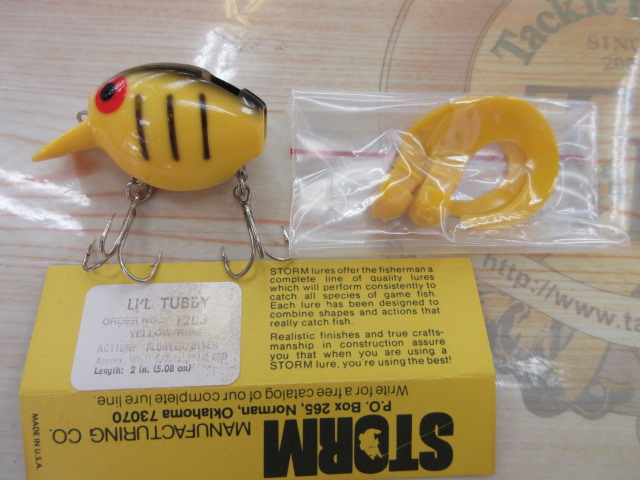 Tackle
SINC
200
http://www.ta
LI'L TUBBY
ORDER NO.
YELLOW/
ACTION: FLOATER/DIVER
Approx.
Length: 2 in. (5.08 cm)
STORM lures offer the fisherman a
complete line of quality lures
which will perform consistently to
catch all species of game fish.
Each lure has been designed to
combine shapes and actions that
really catch fish.
Realistic finishes and true crafts-
manship in construction assure
you that when you are using a
STORM lure, you're using the best!
Write for a free catalog of our complete lure line.
P.O. Box 265, Norman, Oklahoma 73070
MANUFACTURING CO.
STORM
MADE IN U.S.A.